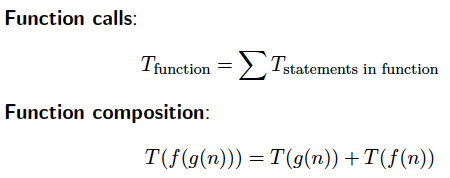 Function calls:
T_function = ∑ T_statements in function
Function composition:
T(f(g(n))) = T(g(n)) + T(f(n))